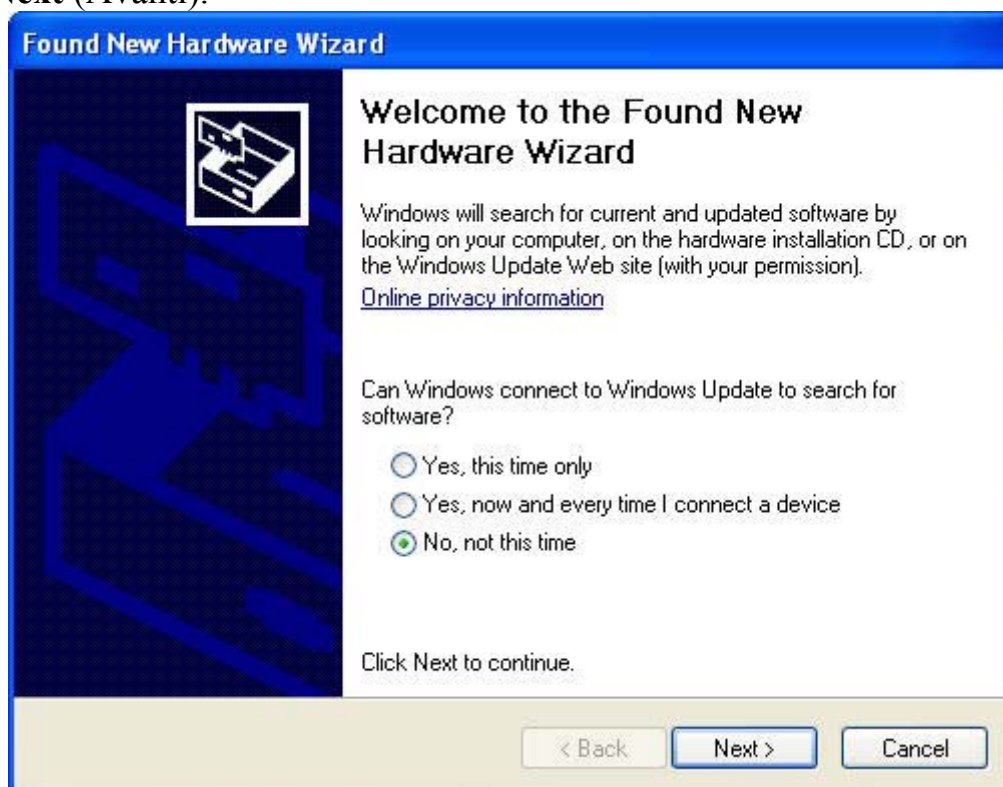 Next (Avanti).
Found New Hardware Wizard
Welcome to the Found New
Hardware Wizard
Windows will search for current and updated software by
looking on your computer, on the hardware installation CD, or on
the Windows Update Web site (with your permission).
Online privacy information
Can Windows connect to Windows Update to search for
software?
Yes, this time only
Yes, now and every time I connect a device
No, not this time
Click Next to continue.
< Back Next > Cancel